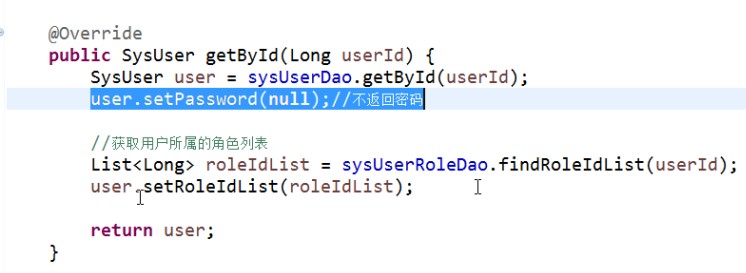 @Override
public SysUser getById(Long userId) {
SysUser user = sysUserDao.getById(userId);
user.setPassword(null);//不返回密码
//获取用户所属的角色列表
List<Long> roleIdList = sysUserRoleDao.findRoleIdList(userId);
user.setRoleIdList(roleIdList);
return user;
}